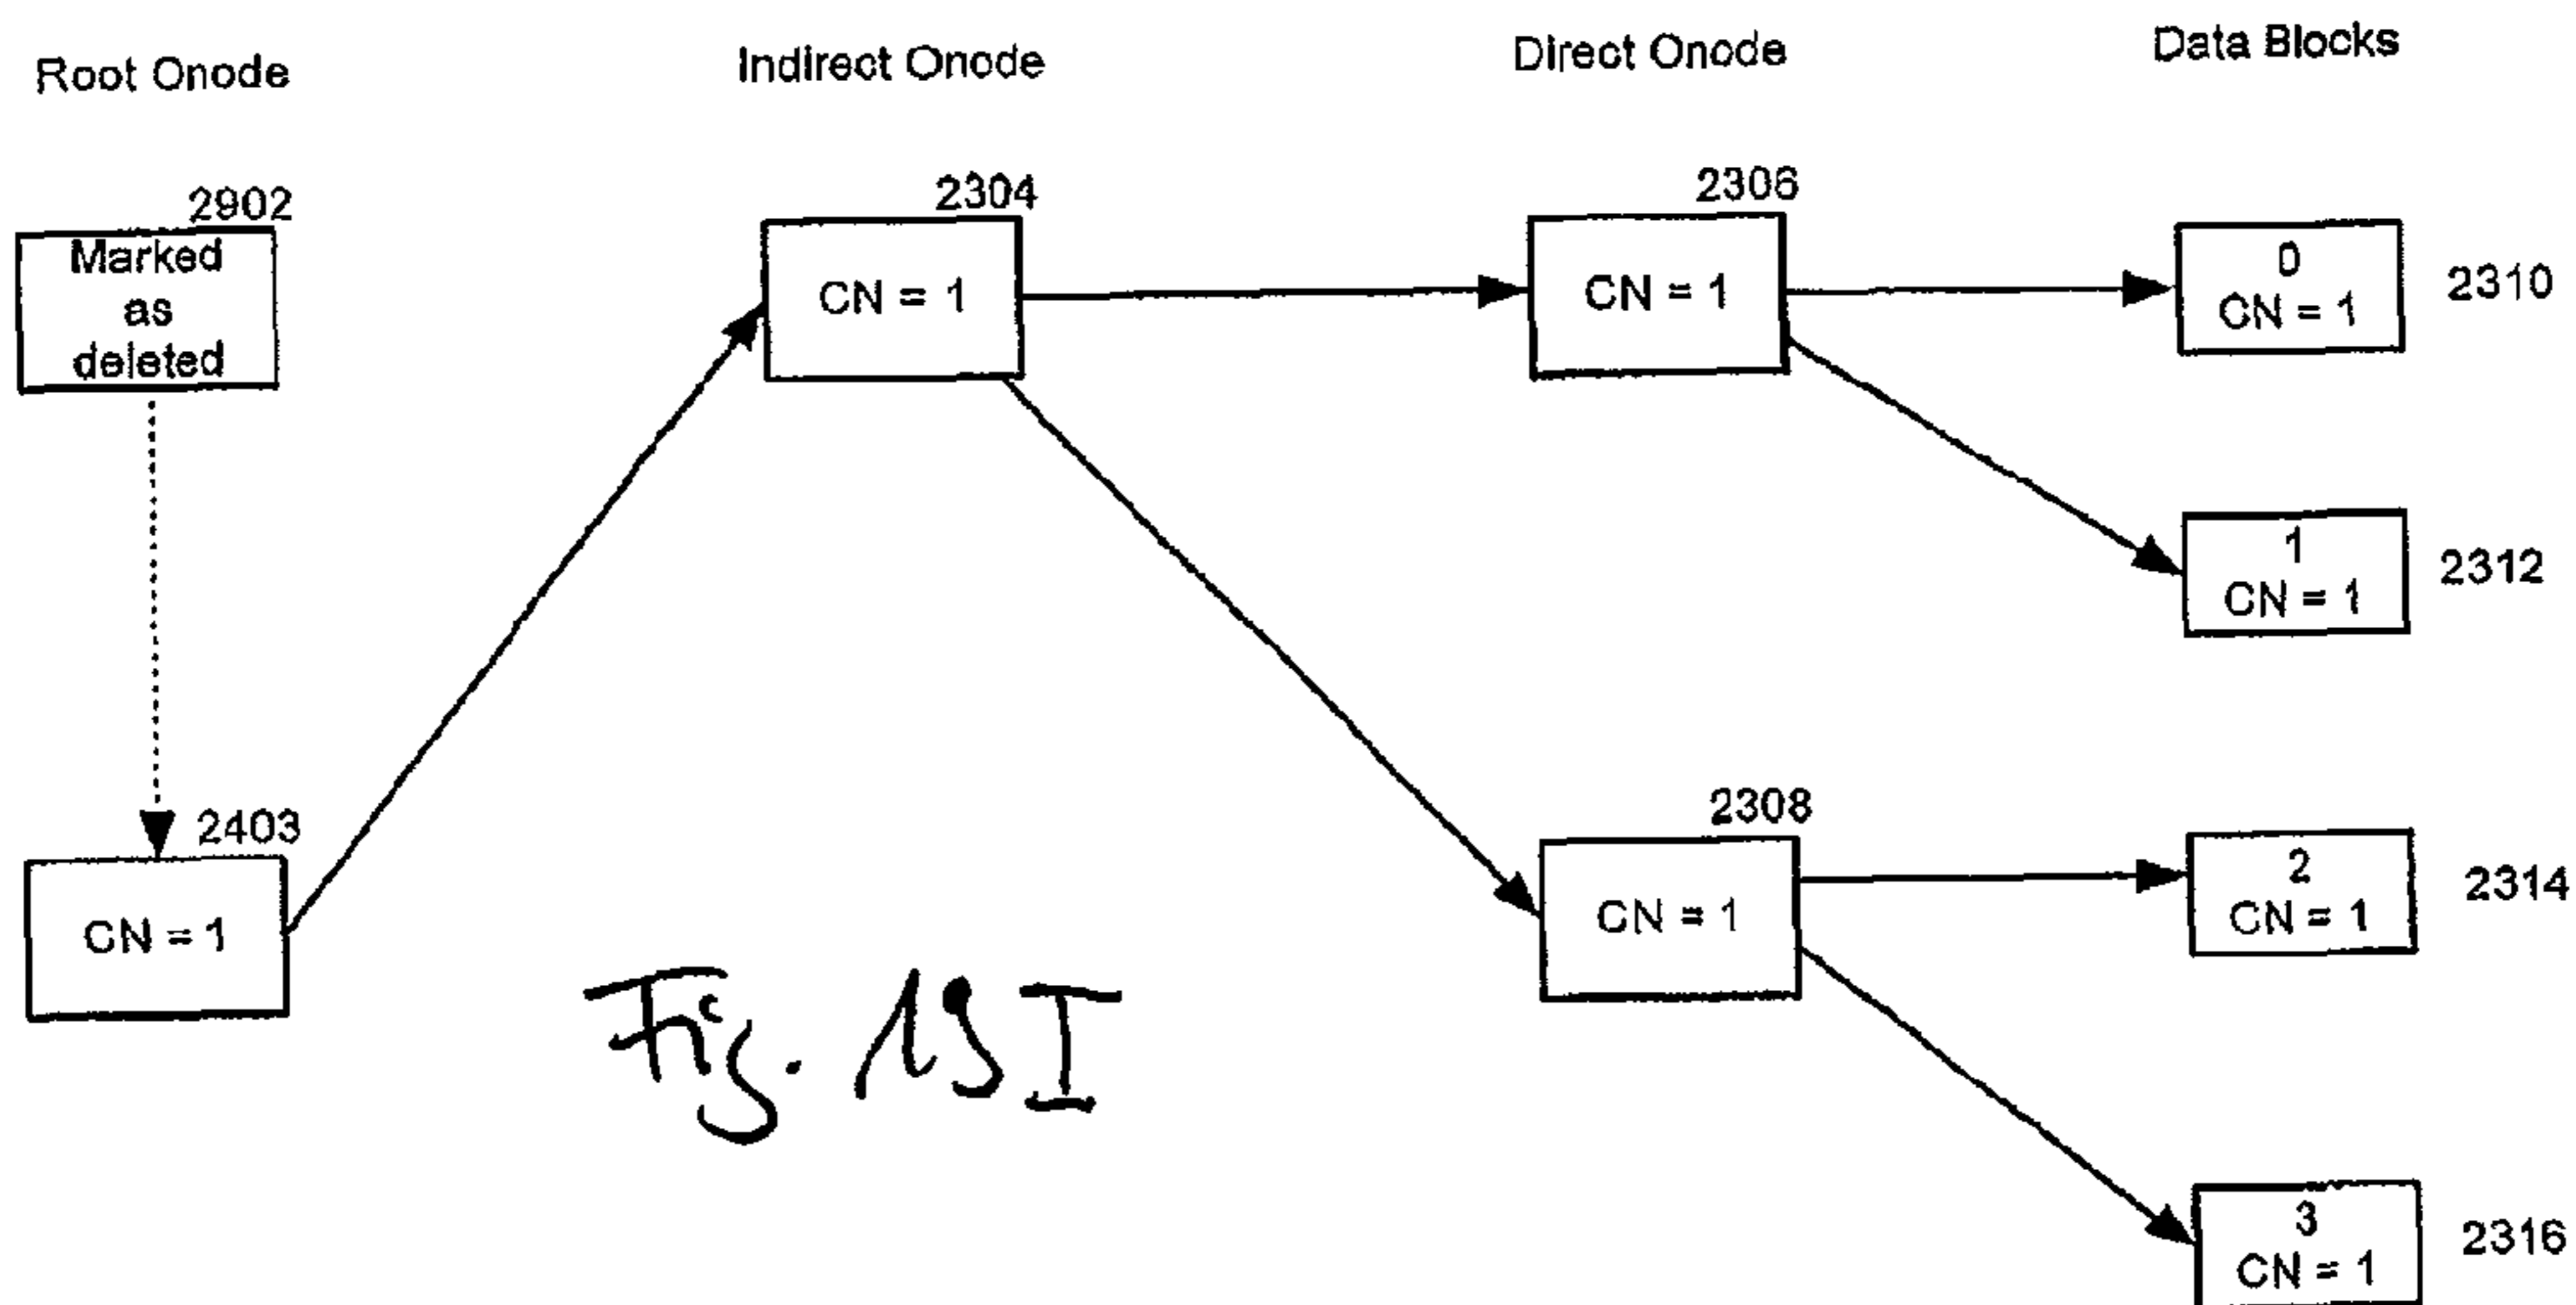 Root Onode
Indirect Onode
Direct Onode
Data Blocks
2902
Marked
as
deleted
2304
CN = 1
2306
CN = 1
0
CN = 1
2310
1
CN = 1
2312
2403
CN = 1
2308
CN = 1
2
CN = 1
2314
3
CN = 1
2316
Fig. 19I